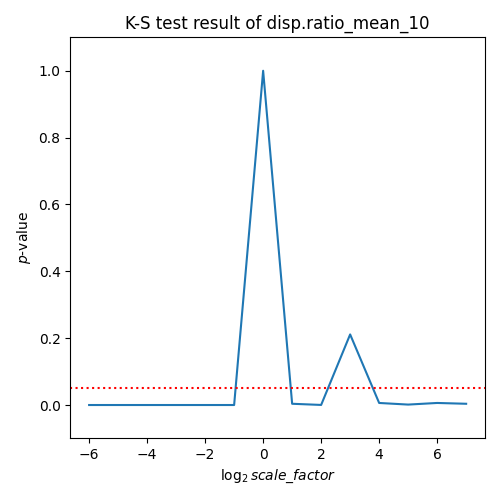 K-S test result of disp.ratio_mean_10
1.0
0.8
0.6
0.4
0.2
0.0
p-value
−6 −4 −2 0 2 4 6
log₂ scale_factor